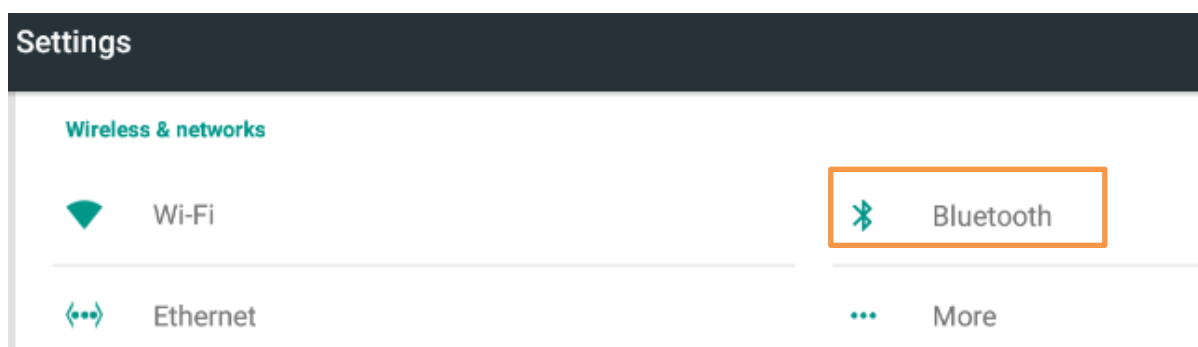 Settings
Wireless & networks
Wi-Fi
Bluetooth
Ethernet
More